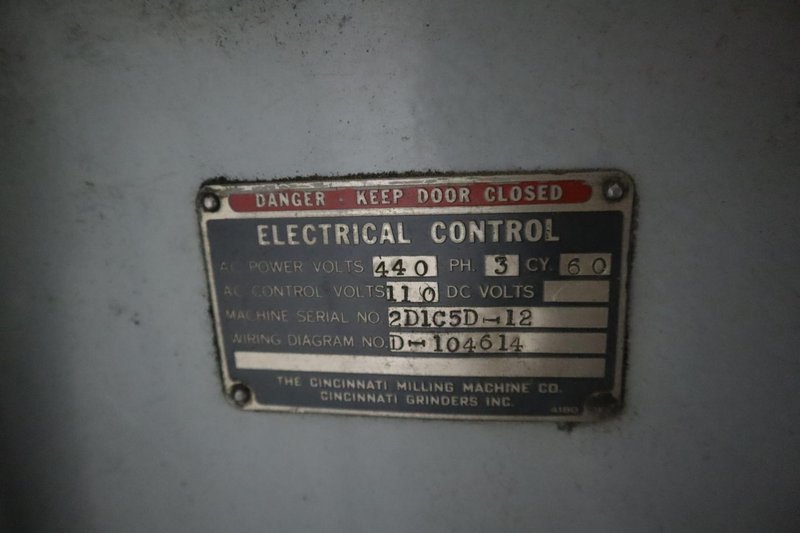 DANGER - KEEP DOOR CLOSED
ELECTRICAL CONTROL
AC POWER VOLTS 440 PH. 3 CY. 60
AC CONTROL VOLTS 110 DC VOLTS
MACHINE SERIAL NO. 2D1C5D-12
WIRING DIAGRAM NO. D-104614
THE CINCINNATI MILLING MACHINE CO.
CINCINNATI GRINDERS INC.